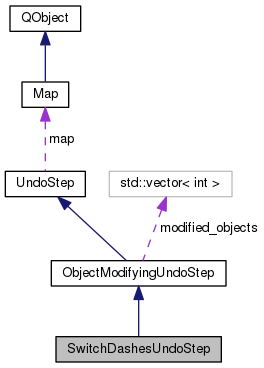 QObject
Map
map
UndoStep
std::vector< int >
modified_objects
ObjectModifyingUndoStep
SwitchDashesUndoStep